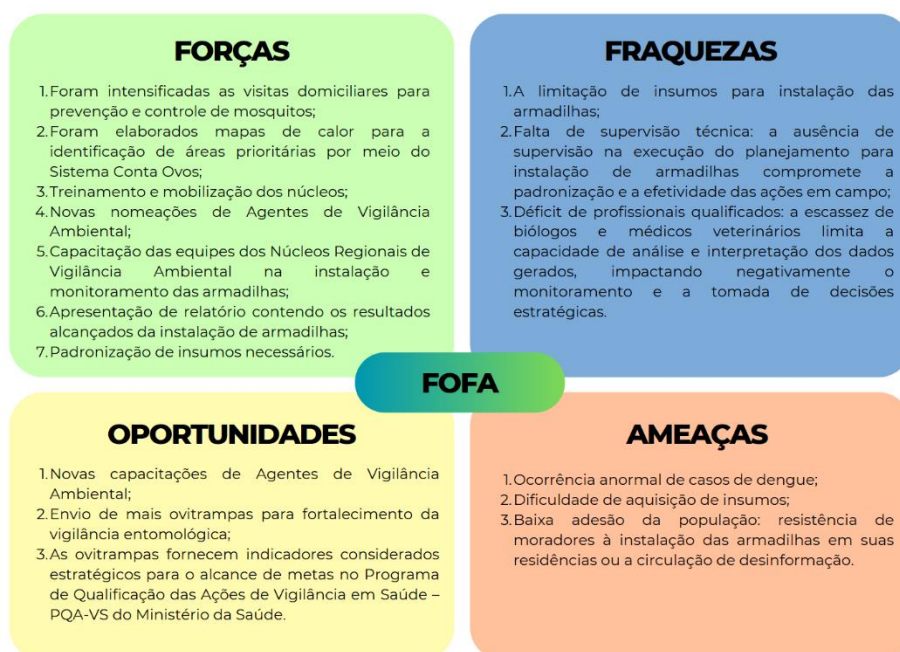 FORÇAS
1.Foram intensificadas as visitas domiciliares para
prevenção e controle de mosquitos;
2.Foram elaborados mapas de calor para a
identificação de áreas prioritárias por meio do
Sistema Conta Ovos;
3.Treinamento e mobilização dos núcleos;
4.Novas nomeações de Agentes de Vigilância
Ambiental;
5.Capacitação das equipes dos Núcleos Regionais de
Vigilância Ambiental na instalação e
monitoramento das armadilhas;
6.Apresentação de relatório contendo os resultados
alcançados da instalação de armadilhas;
7.Padronização de insumos necessários.
FRAQUEZAS
1.A limitação de insumos para instalação das
armadilhas;
2.Falta de supervisão técnica: a ausência de
supervisão na execução do planejamento para
instalação de armadilhas compromete a
padronização e a efetividade das ações em campo;
3.Déficit de profissionais qualificados: a escassez de
biólogos e médicos veterinários limita a
capacidade de análise e interpretação dos dados
gerados, impactando negativamente o
monitoramento e a tomada de decisões
estratégicas.
FOFA
OPORTUNIDADES
1.Novas capacitações de Agentes de Vigilância
Ambiental;
2.Envio de mais ovitrampas para fortalecimento da
vigilância entomológica;
3.As ovitrampas fornecem indicadores considerados
estratégicos para o alcance de metas no Programa
de Qualificação das Ações de Vigilância em Saúde –
PQA-VS do Ministério da Saúde.
AMEAÇAS
1.Ocorrência anormal de casos de dengue;
2.Dificuldade de aquisição de insumos;
3.Baixa adesão da população: resistência de
moradores à instalação das armadilhas em suas
residências ou a circulação de desinformação.